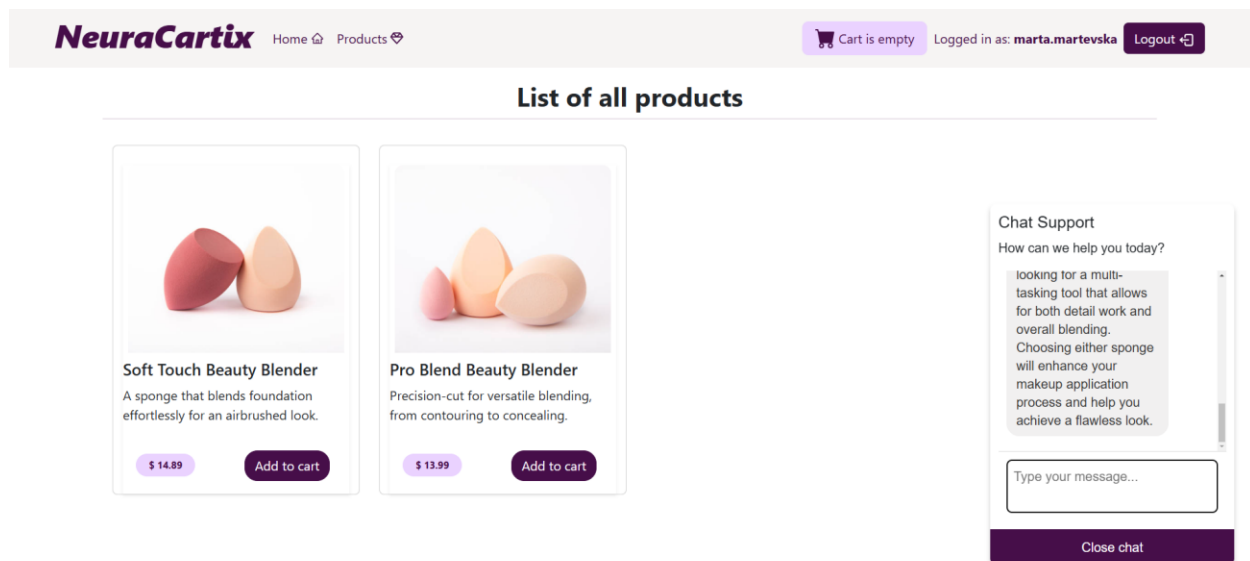 NeuraCartix Home Products Cart is empty Logged in as: marta.martevska Logout
List of all products
Soft Touch Beauty Blender
A sponge that blends foundation
effortlessly for an airbrushed look.
$ 14.89 Add to cart
Pro Blend Beauty Blender
Precision-cut for versatile blending,
from contouring to concealing.
$ 13.99 Add to cart
Chat Support
How can we help you today?
looking for a multi-
tasking tool that allows
for both detail work and
overall blending.
Choosing either sponge
will enhance your
makeup application
process and help you
achieve a flawless look.
Type your message...
Close chat